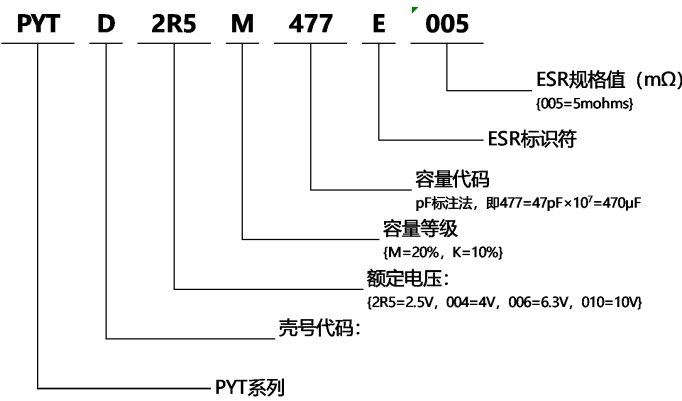 PYT D 2R5 M 477 E 005
ESR规格值（mΩ）
{005=5mohms}
ESR标识符
容量代码
pF标注法，即477=47pF×10⁷=470μF
容量等级
{M=20%，K=10%}
额定电压：
{2R5=2.5V，004=4V，006=6.3V，010=10V}
壳号代码：
PYT系列